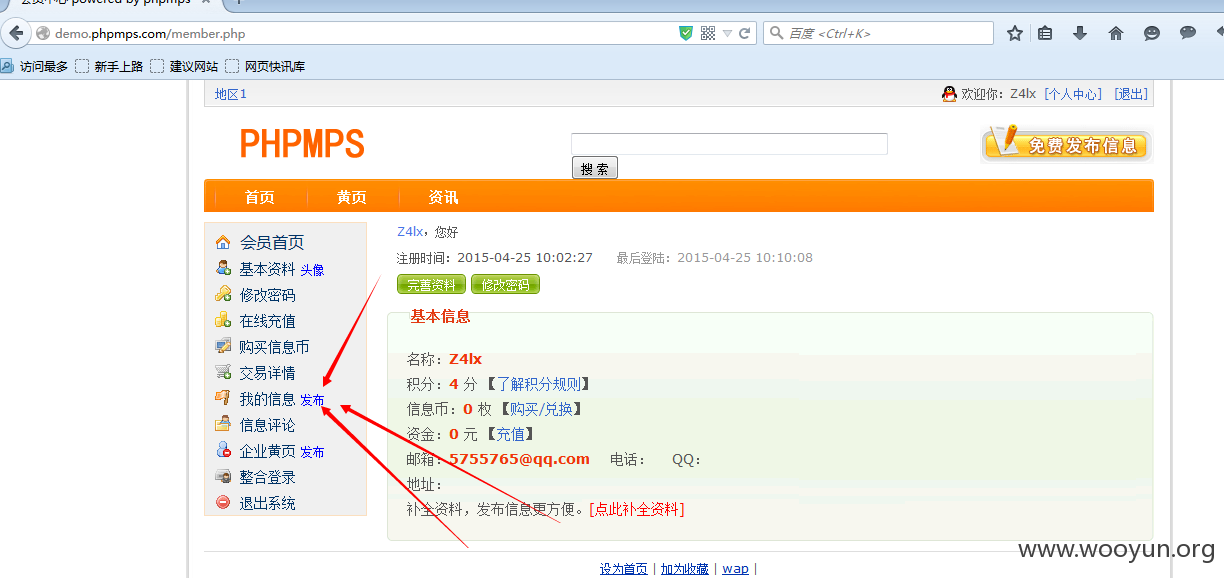 会员中心 powered by phpmps
demo.phpmps.com/member.php
百度 <Ctrl+K>
访问最多 新手上路 建议网站 网页快讯库
地区1
欢迎你: Z4lx [个人中心] [退出]
PHPMPS
免费发布信息
搜 索
首页 黄页 资讯
会员首页
基本资料 头像
修改密码
在线充值
购买信息币
交易详情
我的信息 发布
信息评论
企业黄页 发布
整合登录
退出系统
Z4lx，您好
注册时间：2015-04-25 10:02:27 最后登陆：2015-04-25 10:10:08
完善资料 修改密码
基本信息
名称：Z4lx
积分：4 分 【了解积分规则】
信息币：0 枚 【购买/兑换】
资金：0 元 【充值】
邮箱：5755765@qq.com 电话： QQ：
地址：
补全资料，发布信息更方便。[点此补全资料]
www.wooyun.org
设为首页 | 加为收藏 | wap |